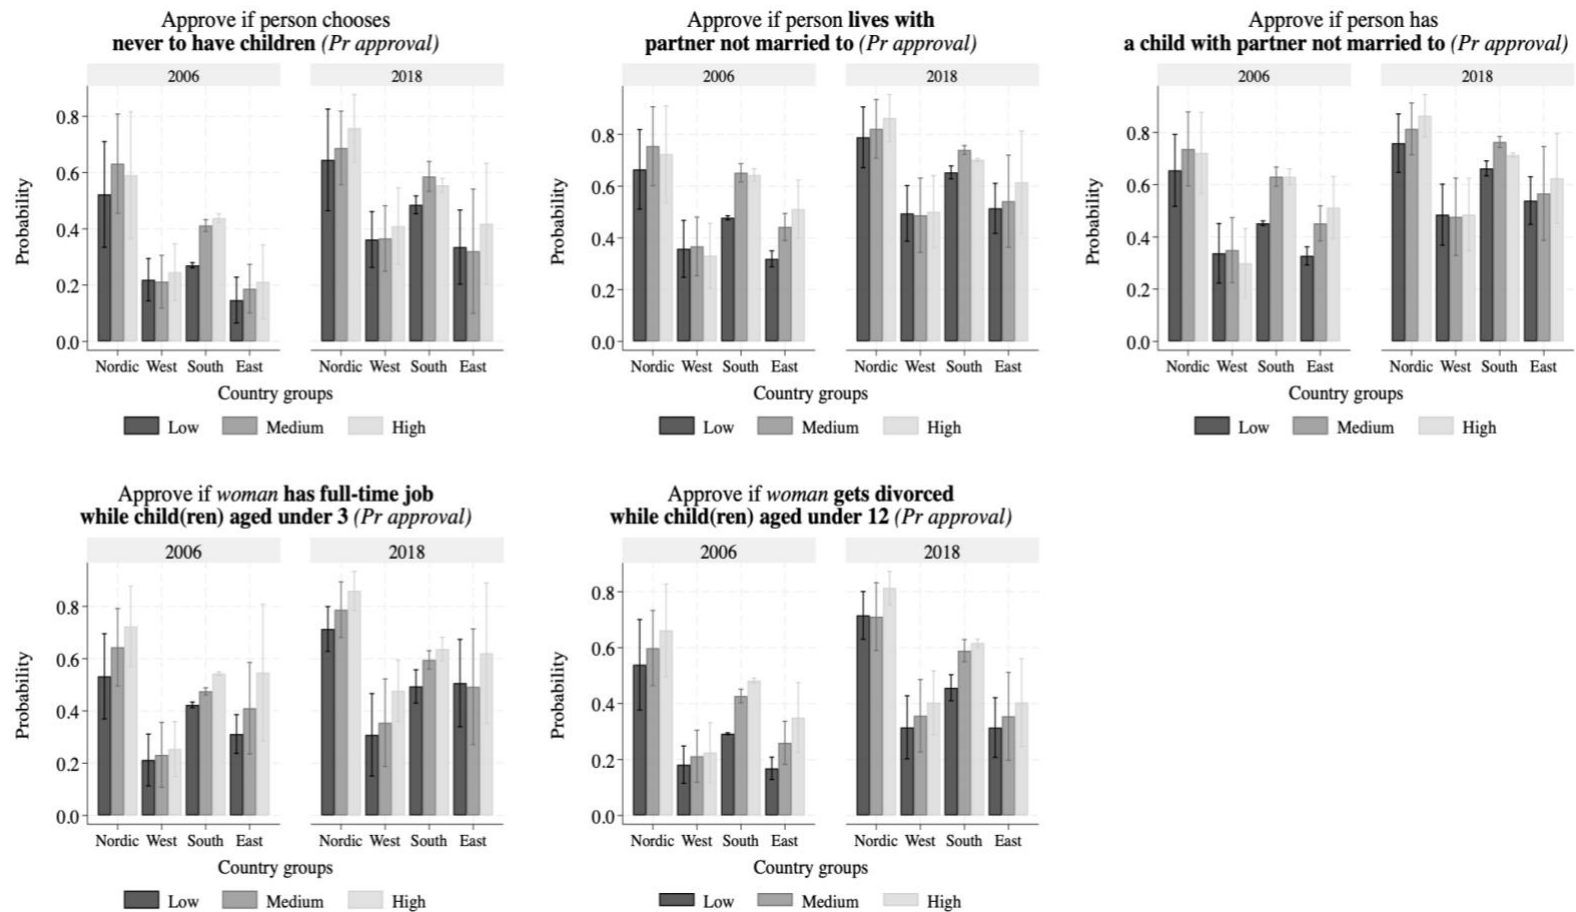 Approve if person chooses
never to have children (Pr approval)
2006 2018
Probability
0.8
0.6
0.4
0.2
0.0
Nordic West South East Nordic West South East
Country groups
Low Medium High
Approve if person lives with
partner not married to (Pr approval)
2006 2018
Probability
0.8
0.6
0.4
0.2
0.0
Nordic West South East Nordic West South East
Country groups
Low Medium High
Approve if person has
a child with partner not married to (Pr approval)
2006 2018
Probability
0.8
0.6
0.4
0.2
0.0
Nordic West South East Nordic West South East
Country groups
Low Medium High
Approve if woman has full-time job
while child(ren) aged under 3 (Pr approval)
2006 2018
Probability
0.8
0.6
0.4
0.2
0.0
Nordic West South East Nordic West South East
Country groups
Low Medium High
Approve if woman gets divorced
while child(ren) aged under 12 (Pr approval)
2006 2018
Probability
0.8
0.6
0.4
0.2
0.0
Nordic West South East Nordic West South East
Country groups
Low Medium High